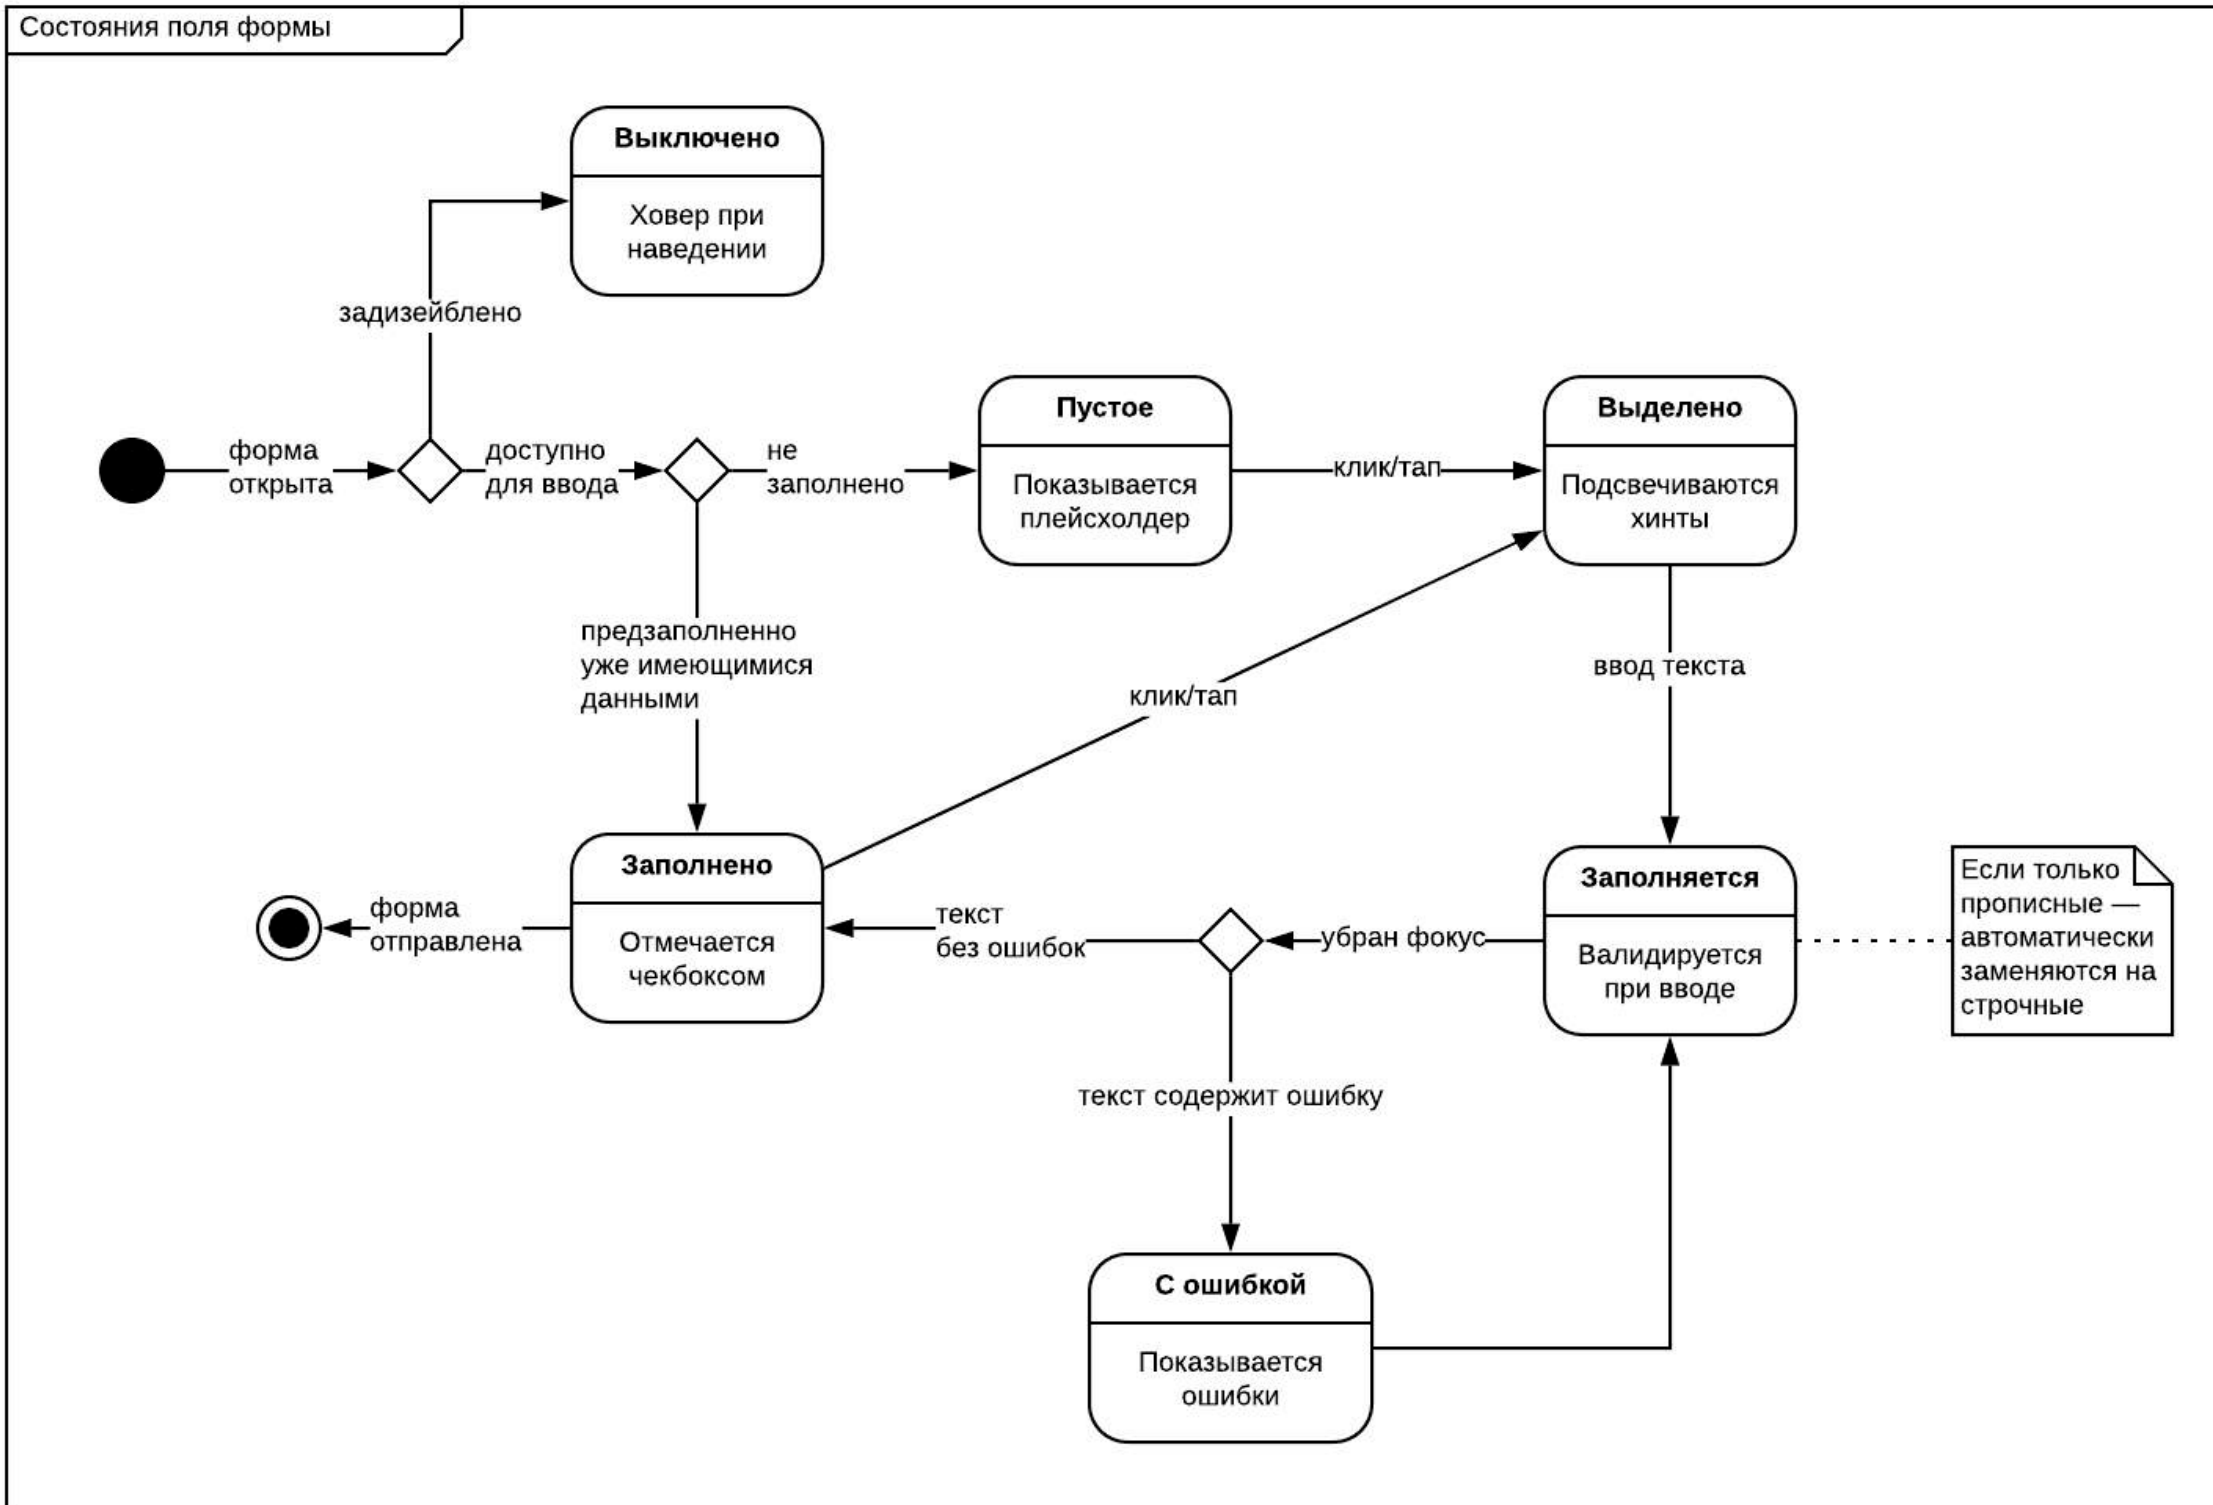 Состояния поля формы
Выключено
Ховер при
наведении
задизейблено
форма
открыта
доступно
для ввода
не
заполнено
Пустое
Показывается
плейсхолдер
клик/тап
Выделено
Подсвечиваются
хинты
предзаполненно
уже имеющимися
данными
клик/тап
ввод текста
Заполнено
Отмечается
чекбоксом
форма
отправлена
текст
без ошибок
убран фокус
Заполняется
Валидируется
при вводе
Если только
прописные —
автоматически
заменяются на
строчные
текст содержит ошибку
С ошибкой
Показывается
ошибки